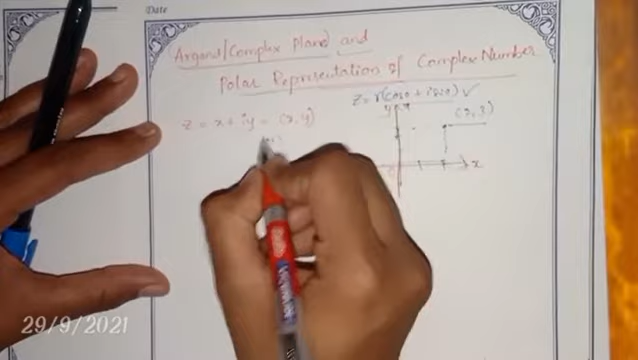 Date
Argand(Complex Plane) and
Polar Representation of Complex Number
z = r(cosθ + i sinθ) ✓
y
z = x + iy = (x, y)
x
29/9/2021